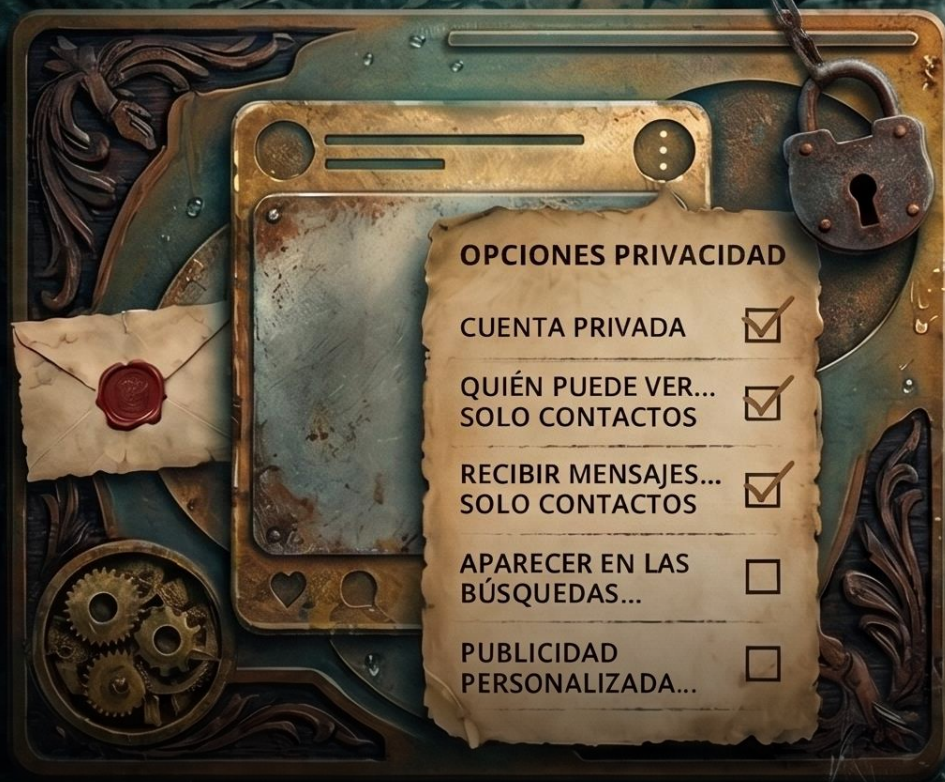 OPCIONES PRIVACIDAD
CUENTA PRIVADA
QUIÉN PUEDE VER...
SOLO CONTACTOS
RECIBIR MENSAJES...
SOLO CONTACTOS
APARECER EN LAS
BÚSQUEDAS...
PUBLICIDAD
PERSONALIZADA...